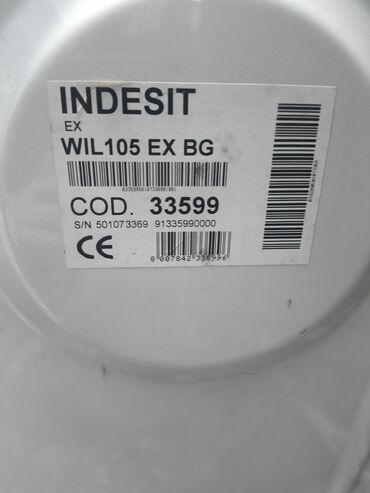 INDESIT
EX
WIL105 EX BG
COD. 33599
S/N 501073369 91335990000
CE
8 007842 335996